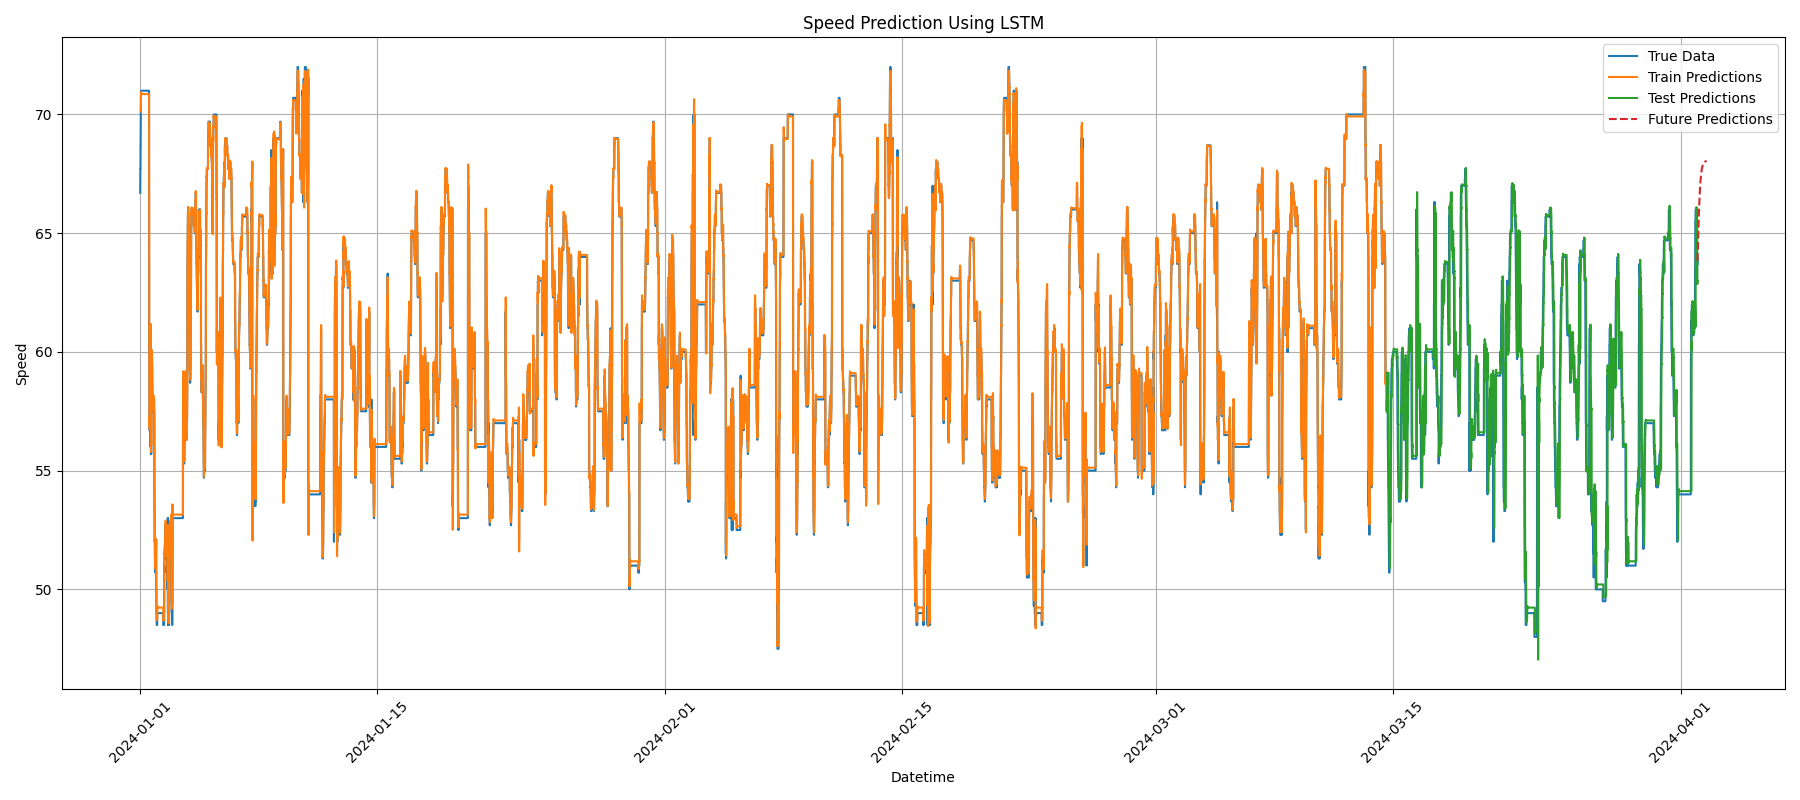 Speed Prediction Using LSTM
True Data
Train Predictions
Test Predictions
Future Predictions
Speed
70
65
60
55
50
2024-01-01
2024-01-15
2024-02-01
2024-02-15
2024-03-01
2024-03-15
2024-04-01
Datetime